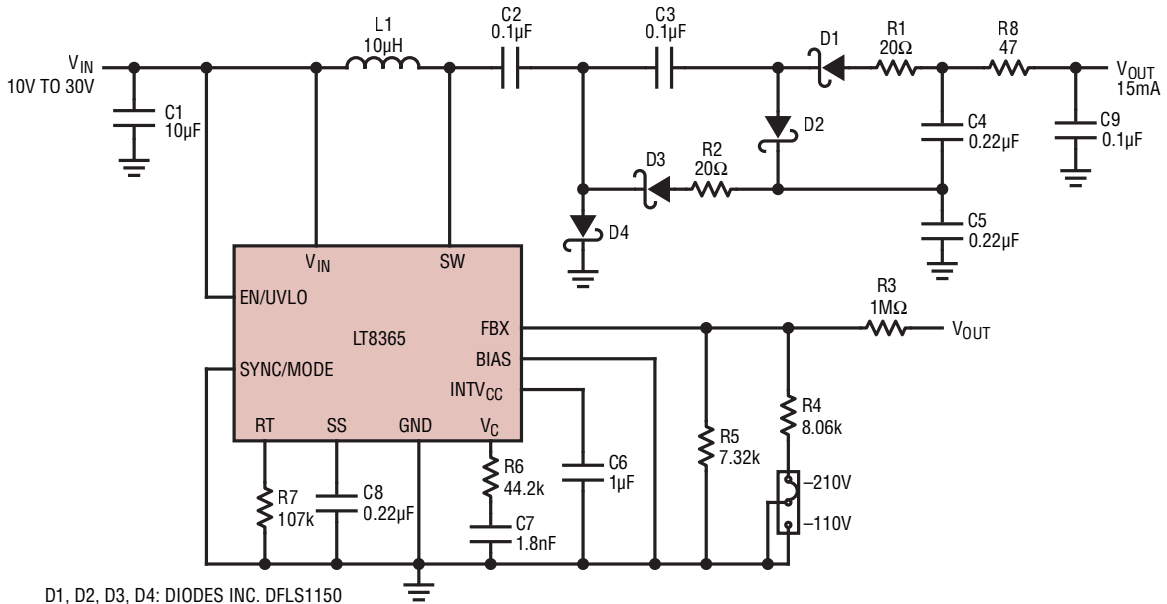 L1
10µH
C2
0.1µF
C3
0.1µF
D1
R1
20Ω
R8
47
V_IN
10V TO 30V
V_OUT
15mA
C1
10µF
D2
C4
0.22µF
C9
0.1µF
D3
R2
20Ω
D4
C5
0.22µF
V_IN
SW
EN/UVLO
R3
1MΩ
FBX
V_OUT
LT8365
BIAS
SYNC/MODE
INTV_CC
RT
SS
GND
V_C
R4
8.06k
R5
7.32k
R6
44.2k
C6
1µF
R7
107k
C8
0.22µF
–210V
–110V
C7
1.8nF
D1, D2, D3, D4: DIODES INC. DFLS1150